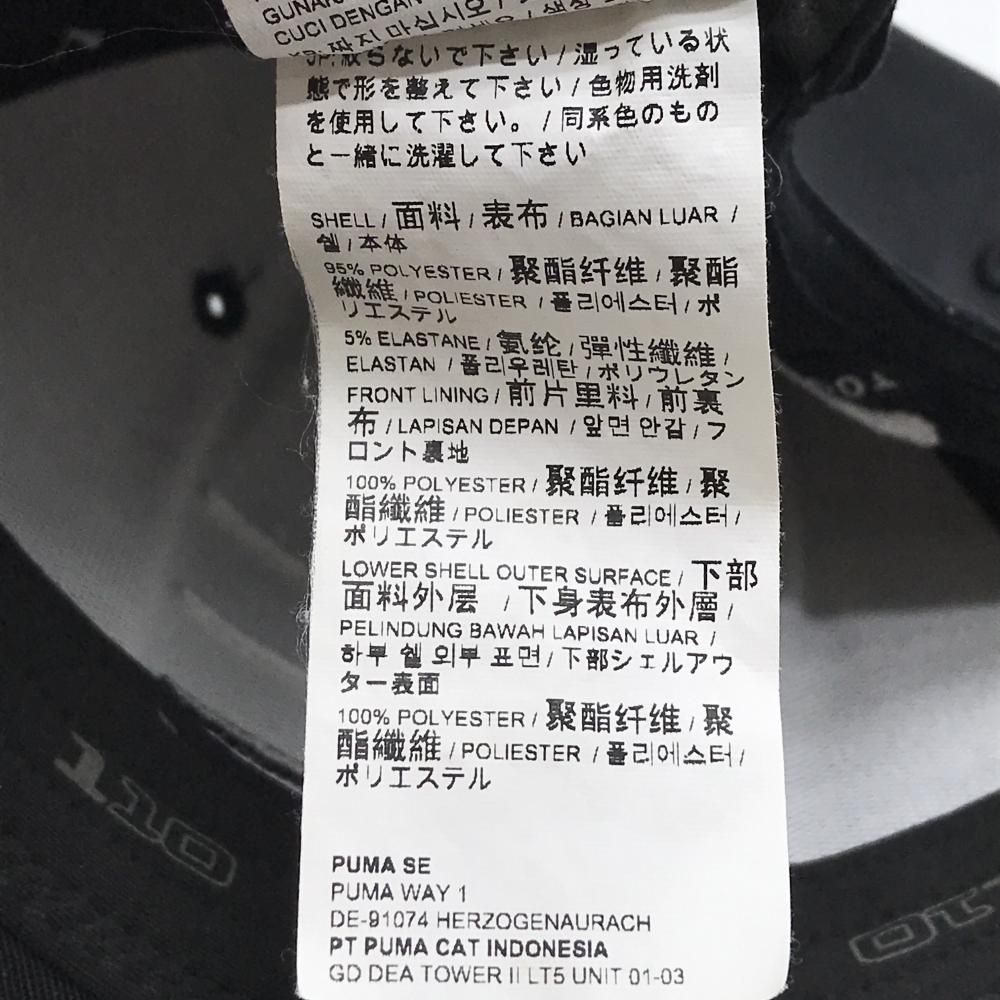 CUCI DENGAN
마십시오 /
らないで下さい / 湿っている状
態で形を整えて下さい / 色物用洗剤
を使用して下さい。 / 同系色のもの
と一緒に洗濯して下さい
SHELL / 面料 / 表布 / BAGIAN LUAR /
쉘 / 本体
95% POLYESTER / 聚酯纤维 / 聚酯
纖維 / POLIESTER / 폴리에스터 / ポ
リエステル
5% ELASTANE / 氨纶 / 彈性纖維 /
ELASTAN / 폴리우레탄 / ポリウレタン
FRONT LINING / 前片里料 / 前裏
布 / LAPISAN DEPAN / 앞면 안감 / フ
ロント裏地
100% POLYESTER / 聚酯纤维 / 聚
酯纖維 / POLIESTER / 폴리에스터 /
ポリエステル
LOWER SHELL OUTER SURFACE / 下部
面料外层 / 下身表布外層 /
PELINDUNG BAWAH LAPISAN LUAR /
하부 쉘 외부 표면 / 下部シェルアウ
ター表面
100% POLYESTER / 聚酯纤维 / 聚
酯纖維 / POLIESTER / 폴리에스터 /
ポリエステル
PUMA SE
PUMA WAY 1
DE-91074 HERZOGENAURACH
PT PUMA CAT INDONESIA
GD DEA TOWER II LT5 UNIT 01-03
110